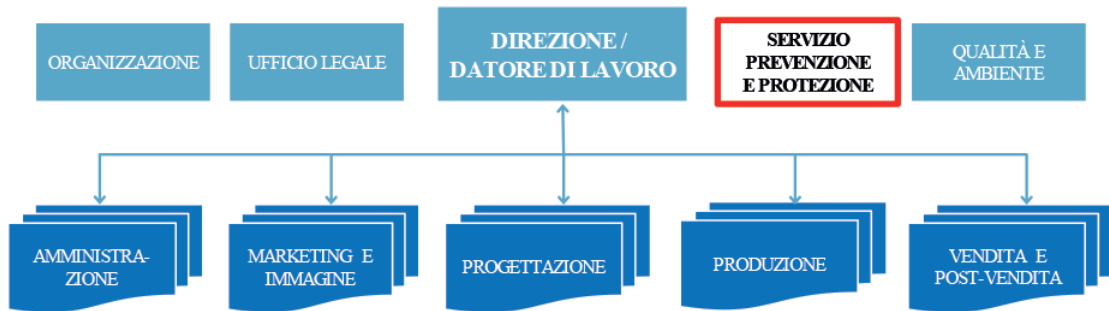 ORGANIZZAZIONE
UFFICIO LEGALE
DIREZIONE /
DATORE DI LAVORO
SERVIZIO
PREVENZIONE
E PROTEZIONE
QUALITÀ E
AMBIENTE
AMMINISTRA-
ZIONE
MARKETING E
IMMAGINE
PROGETTAZIONE
PRODUZIONE
VENDITA E
POST-VENDITA